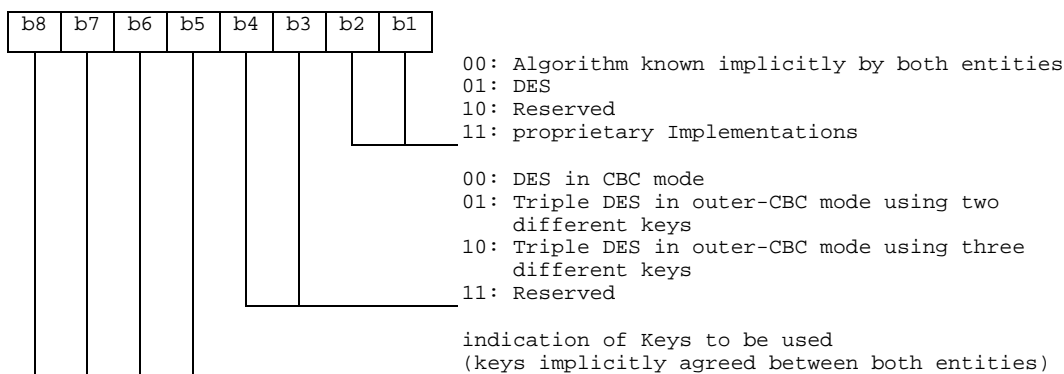 b8 b7 b6 b5 b4 b3 b2 b1
00: Algorithm known implicitly by both entities
01: DES
10: Reserved
11: proprietary Implementations
00: DES in CBC mode
01: Triple DES in outer-CBC mode using two
different keys
10: Triple DES in outer-CBC mode using three
different keys
11: Reserved
indication of Keys to be used
(keys implicitly agreed between both entities)